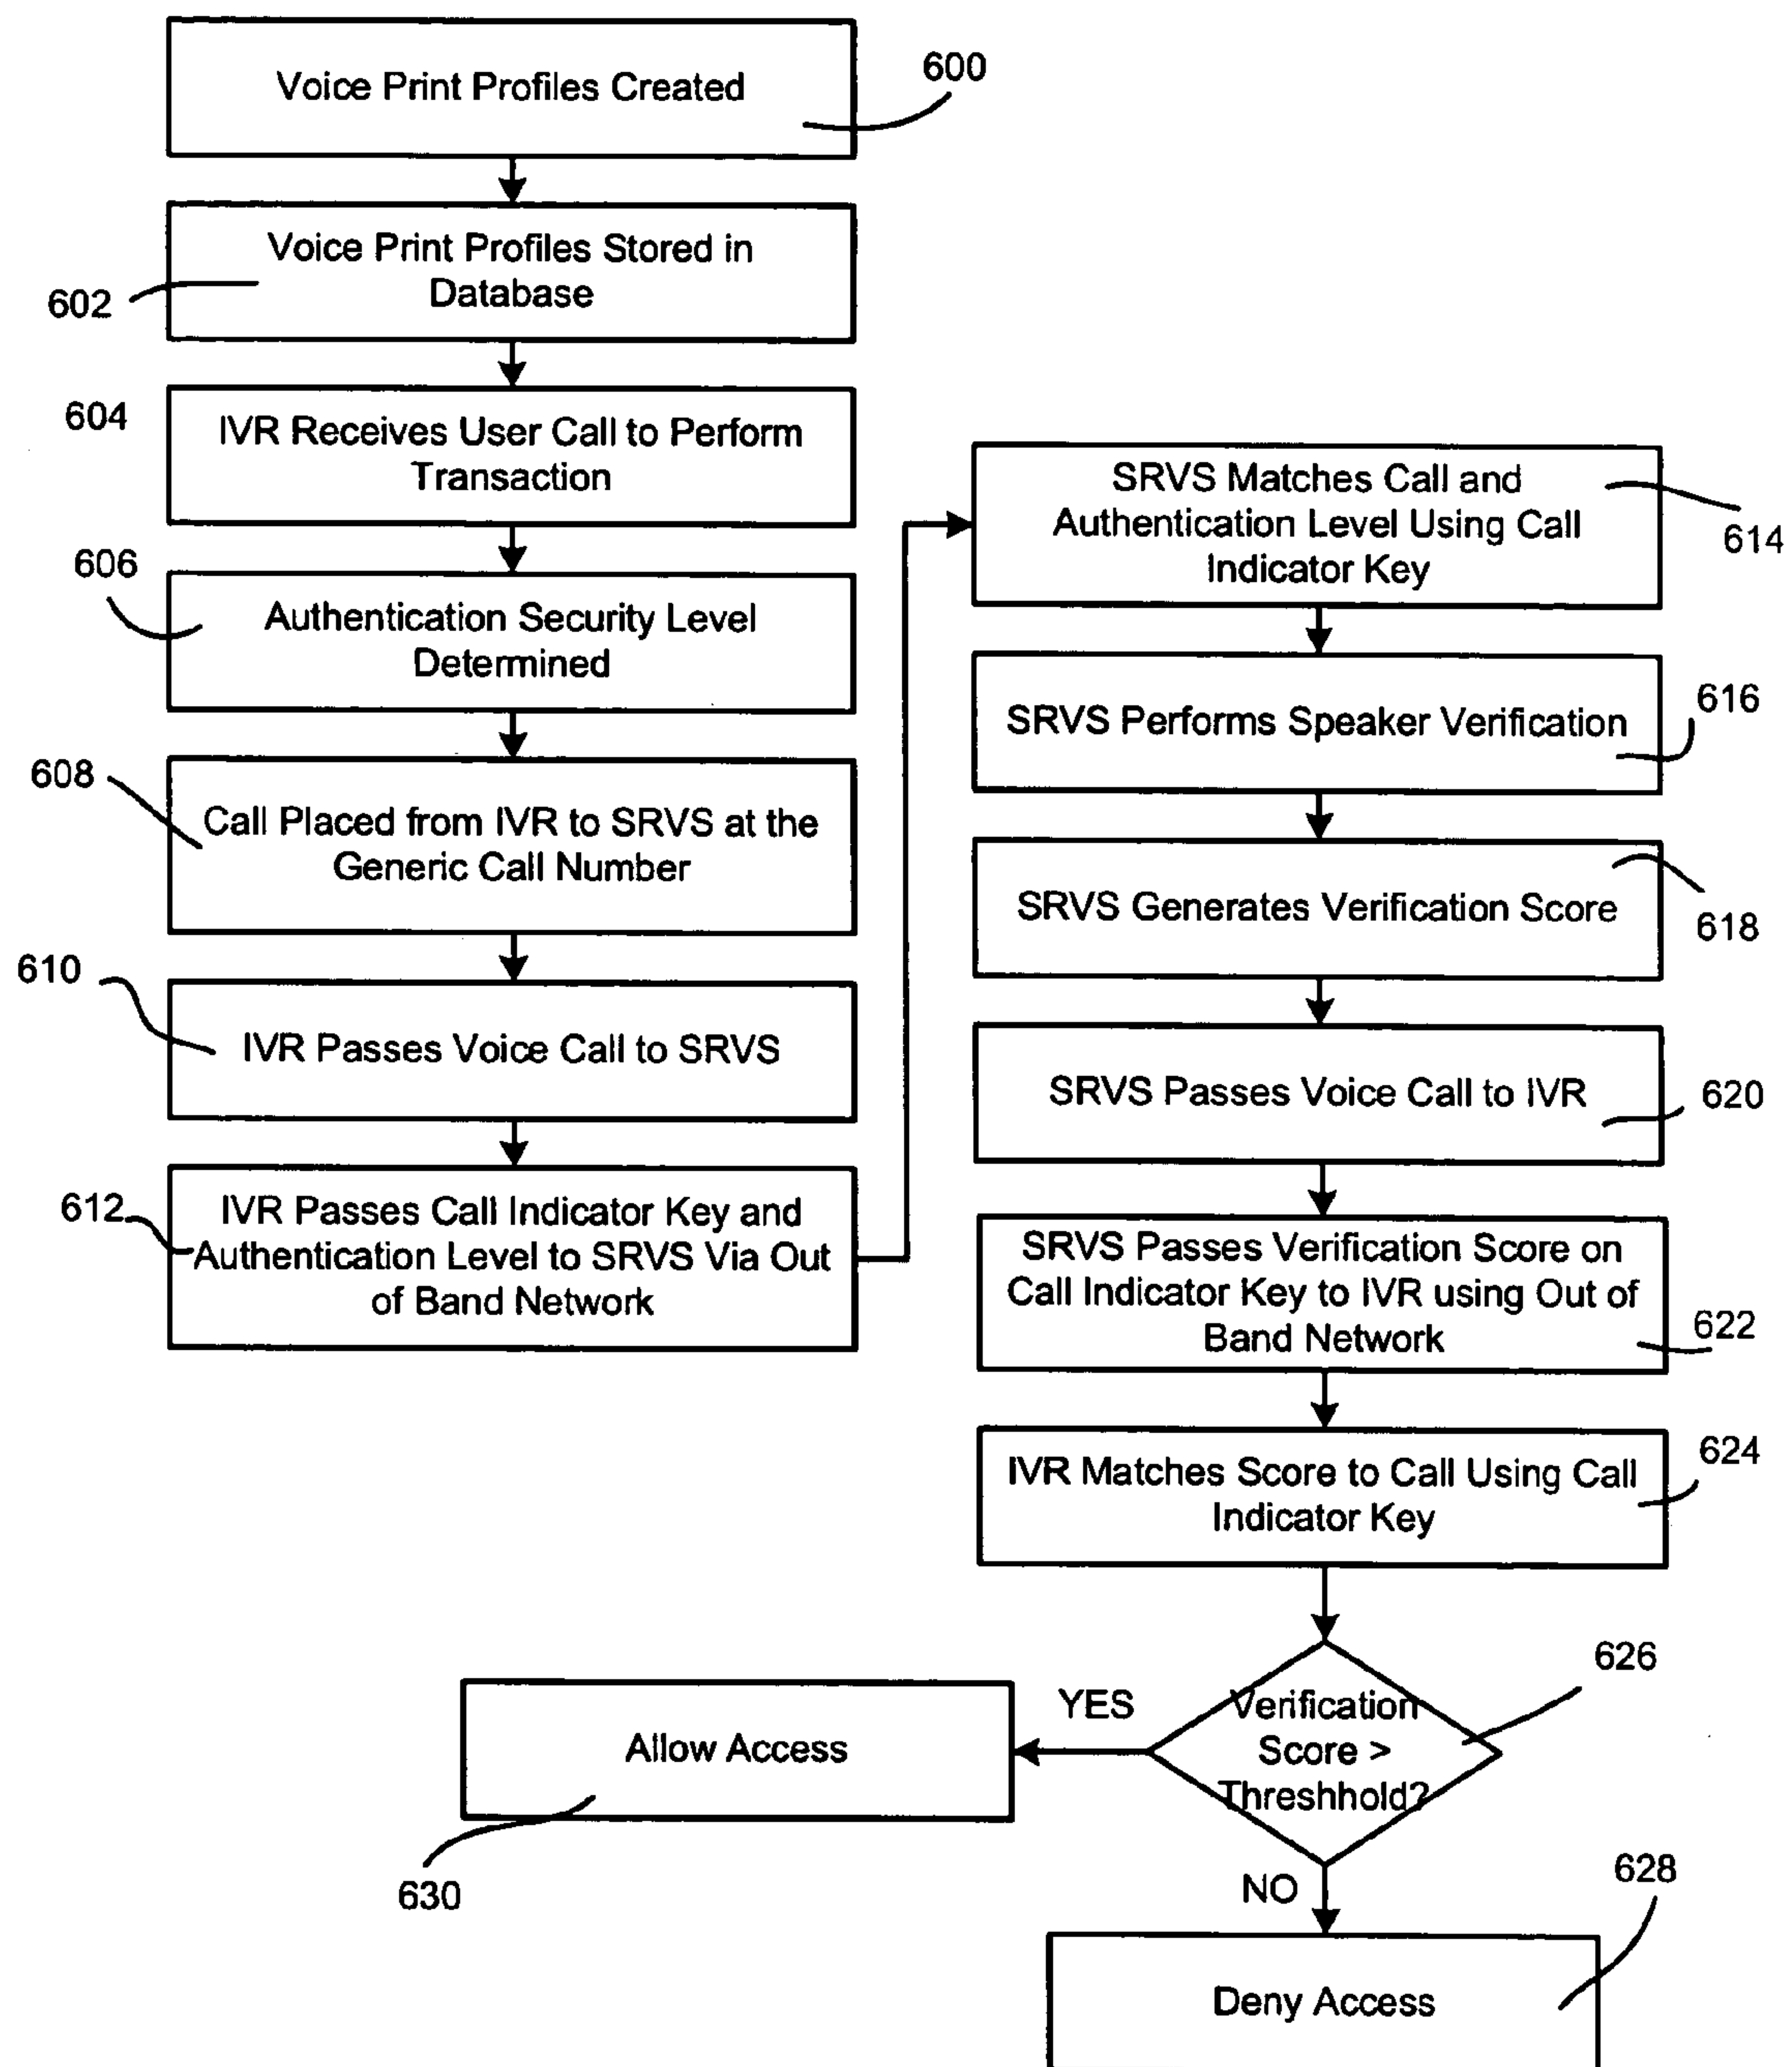 Voice Print Profiles Created
600
Voice Print Profiles Stored in
Database
602
604
IVR Receives User Call to Perform
Transaction
606
Authentication Security Level
Determined
608
Call Placed from IVR to SRVS at the
Generic Call Number
610
IVR Passes Voice Call to SRVS
612
IVR Passes Call Indicator Key and
Authentication Level to SRVS Via Out
of Band Network
SRVS Matches Call and
Authentication Level Using Call
Indicator Key
614
SRVS Performs Speaker Verification
616
SRVS Generates Verification Score
618
SRVS Passes Voice Call to IVR
620
SRVS Passes Verification Score on
Call Indicator Key to IVR using Out of
Band Network
622
IVR Matches Score to Call Using Call
Indicator Key
624
Verification
Score >
Threshhold?
626
YES
Allow Access
630
NO
Deny Access
628